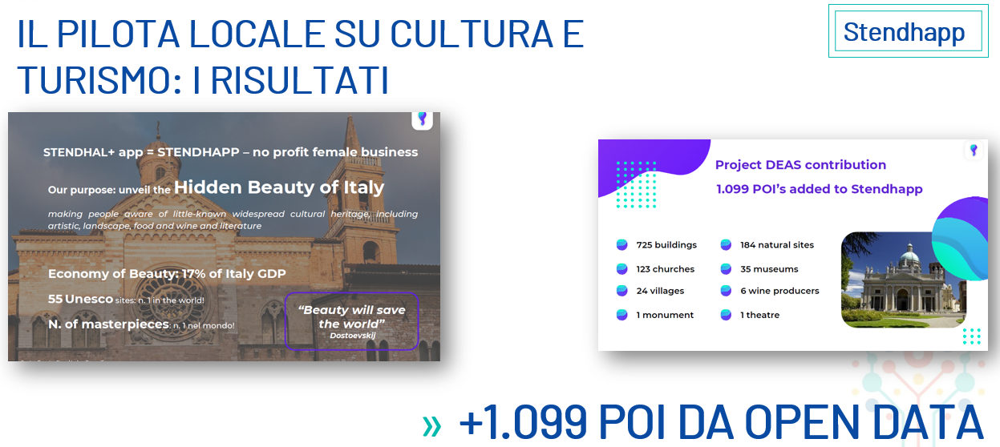 IL PILOTA LOCALE SU CULTURA E
TURISMO: I RISULTATI
Stendhapp
STENDHAL+ app = STENDHAPP – no profit female business
Our purpose: unveil the Hidden Beauty of Italy
making people aware of little-known widespread cultural heritage, including
artistic, landscape, food and wine and literature
Economy of Beauty: 17% of Italy GDP
55 Unesco sites: n. 1 in the world!
N. of masterpieces: n. 1 nel mondo!
“Beauty will save
the world”
Dostoevskij
Project DEAS contribution
1.099 POI’s added to Stendhapp
725 buildings
123 churches
24 villages
1 monument
184 natural sites
35 museums
6 wine producers
1 theatre
» +1.099 POI DA OPEN DATA